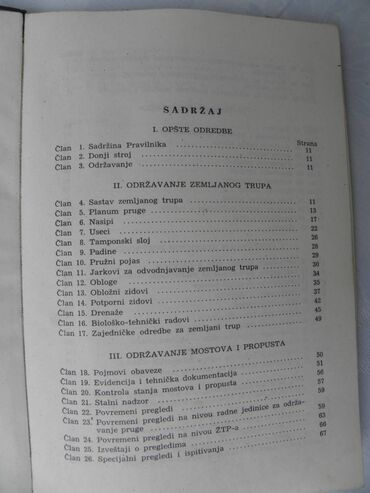 SADRŽAJ
I. OPŠTE ODREDBE
Strana
Član 1. Sadržina Pravilnika 11
Član 2. Donji stroj 11
Član 3. Održavanje 11
II. ODRŽAVANJE ZEMLJANOG TRUPA
Član 4. Sastav zemljanog trupa 11
Član 5. Planum pruge 13
Član 6. Nasipi 17
Član 7. Useci 22
Član 8. Tamponski sloj 26
Član 9. Padine 28
Član 10. Pružni pojas 29
Član 11. Jarkovi za odvodnjavanje zemljanog trupa 34
Član 12. Obloge 35
Član 13. Obložni zidovi 37
Član 14. Potporni zidovi 42
Član 15. Drenaže 45
Član 16. Biološko-tehnički radovi 49
Član 17. Zajedničke odredbe za zemljani trup
III. ODRŽAVANJE MOSTOVA I PROPUSTA
Član 18. Pojmovi obaveze 50
Član 19. Evidencija i tehnička dokumentacija 51
Član 20. Kontrola stanja mostova i propusta 57
Član 21. Stalni nadzor 59
Član 22. Povremeni pregledi 59
Član 23. Povremeni pregledi na nivou radne jedinice za održavanje pruge 63
Član 24. Povremeni pregledi na nivou ŽTP-a 66
Član 25. Izveštaj o pregledima 67
Član 26. Specijalni pregledi i ispitivanja